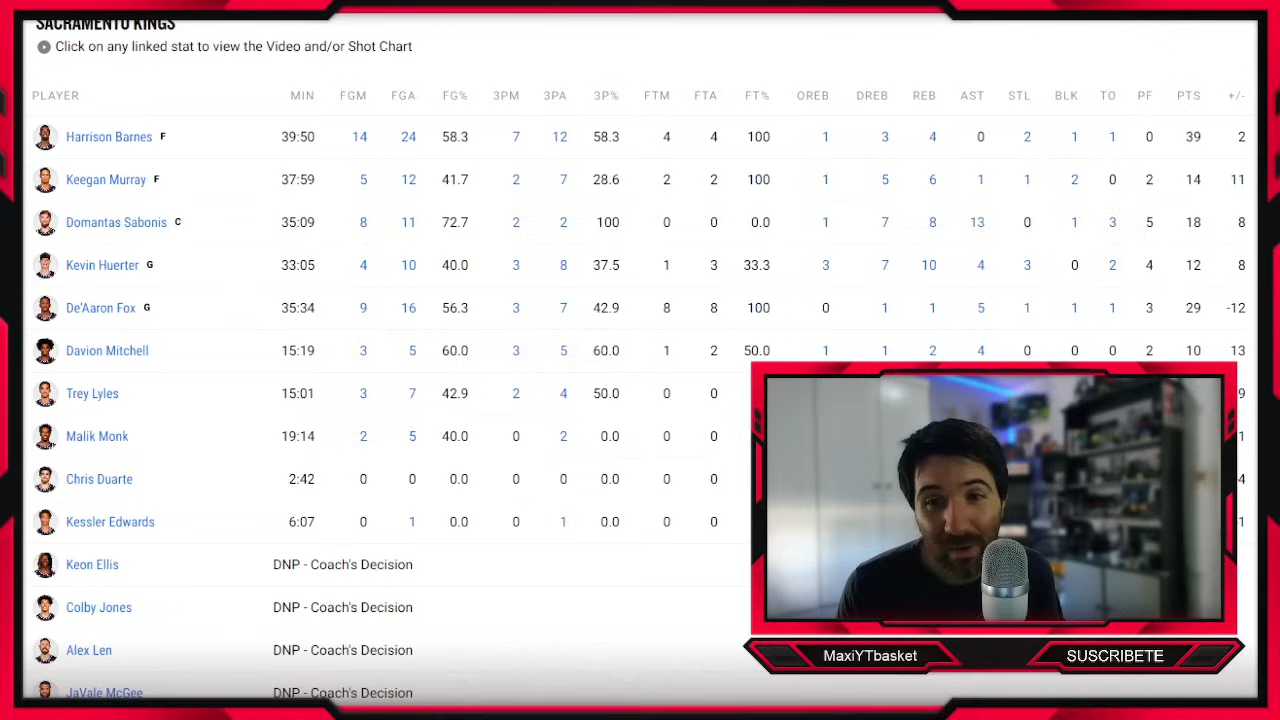 SACRAMENTO KINGS
Click on any linked stat to view the Video and/or Shot Chart
PLAYER MIN FGM FGA FG% 3PM 3PA 3P% FTM FTA FT% OREB DREB REB AST STL BLK TO PF PTS +/-
Harrison Barnes F 39:50 14 24 58.3 7 12 58.3 4 4 100 1 3 4 0 2 1 1 0 39 2
Keegan Murray F 37:59 5 12 41.7 2 7 28.6 2 2 100 1 5 6 1 1 2 0 2 14 11
Domantas Sabonis C 35:09 8 11 72.7 2 2 100 0 0 0.0 1 7 8 13 0 1 3 5 18 8
Kevin Huerter G 33:05 4 10 40.0 3 8 37.5 1 3 33.3 3 7 10 4 3 0 2 4 12 8
De'Aaron Fox G 35:34 9 16 56.3 3 7 42.9 8 8 100 0 1 1 5 1 1 1 3 29 -12
Davion Mitchell 15:19 3 5 60.0 3 5 60.0 1 2 50.0 1 1 2 4 0 0 0 2 10 13
Trey Lyles 15:01 3 7 42.9 2 4 50.0 0 0 9
Malik Monk 19:14 2 5 40.0 0 2 0.0 0 0 1
Chris Duarte 2:42 0 0 0.0 0 0 0.0 0 0 4
Kessler Edwards 6:07 0 1 0.0 0 1 0.0 0 0 1
Keon Ellis DNP - Coach's Decision
Colby Jones DNP - Coach's Decision
Alex Len DNP - Coach's Decision
JaVale McGee DNP - Coach's Decision
MaxiYTbasket
SUSCRIBETE